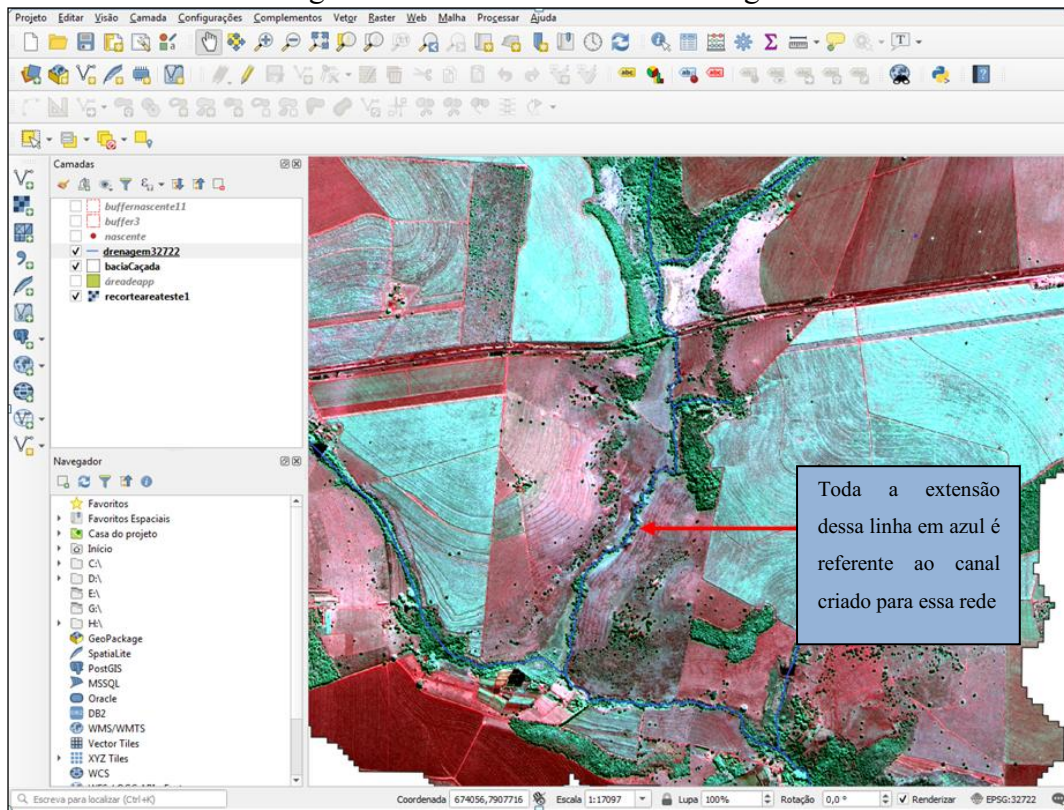 Projeto Editar Visão Camada Configurações Complementos Vetor Raster Web Malha Processar Ajuda
Camadas
buffernascente11
buffer3
nascente
drenagem32722
baciaCaçada
áreadeapp
recorteareateste1
Navegador
Favoritos
Favoritos Espaciais
Casa do projeto
Início
C:\
D:\
E:\
G:\
H:\
GeoPackage
SpatiaLite
PostGIS
MSSQL
Oracle
DB2
WMS/WMTS
Vector Tiles
XYZ Tiles
WCS
Toda a extensão
dessa linha em azul é
referente ao canal
criado para essa rede
Escreva para localizar (Ctrl+K) Coordenada 674056,7907716 Escala 1:17097 Lupa 100% Rotação 0,0 ° Renderizar EPSG:32722